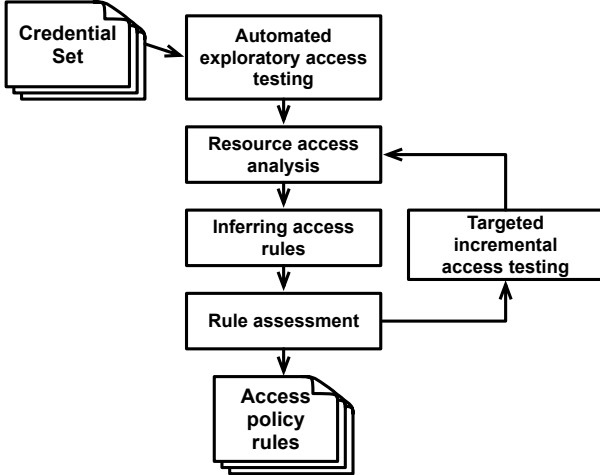 Credential
Set
Automated
exploratory access
testing
Resource access
analysis
Inferring access
rules
Targeted
incremental
access testing
Rule assessment
Access
policy
rules